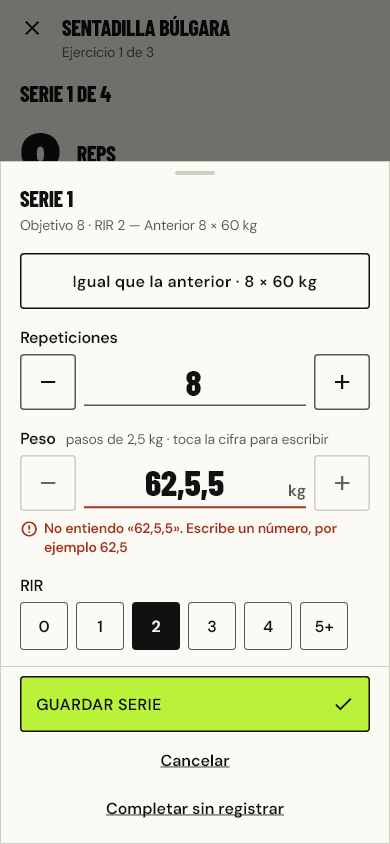 SENTADILLA BÚLGARA
Ejercicio 1 de 3
SERIE 1 DE 4
REPS
SERIE 1
Objetivo 8 · RIR 2 — Anterior 8 × 60 kg
Igual que la anterior · 8 × 60 kg
Repeticiones
− 8 +
Peso pasos de 2,5 kg · toca la cifra para escribir
− 62,5,5 kg +
No entiendo «62,5,5». Escribe un número, por
ejemplo 62,5
RIR
0 1 2 3 4 5+
GUARDAR SERIE
Cancelar
Completar sin registrar